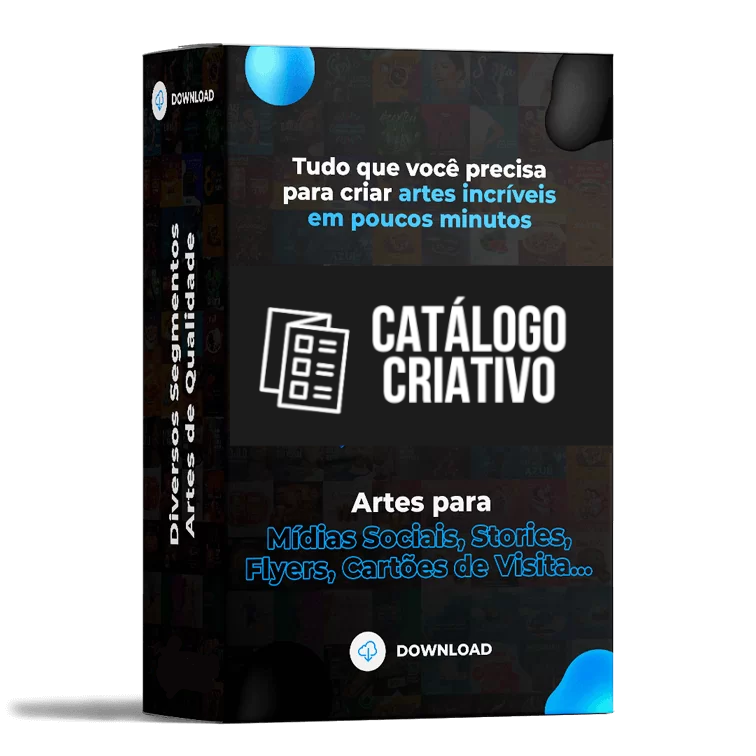 DOWNLOAD
Diversos Segmentos
Artes de Qualidade
Tudo que você precisa
para criar artes incríveis
em poucos minutos
CATÁLOGO
CRIATIVO
Artes para
Mídias Sociais, Stories,
Flyers, Cartões de Visita...
DOWNLOAD